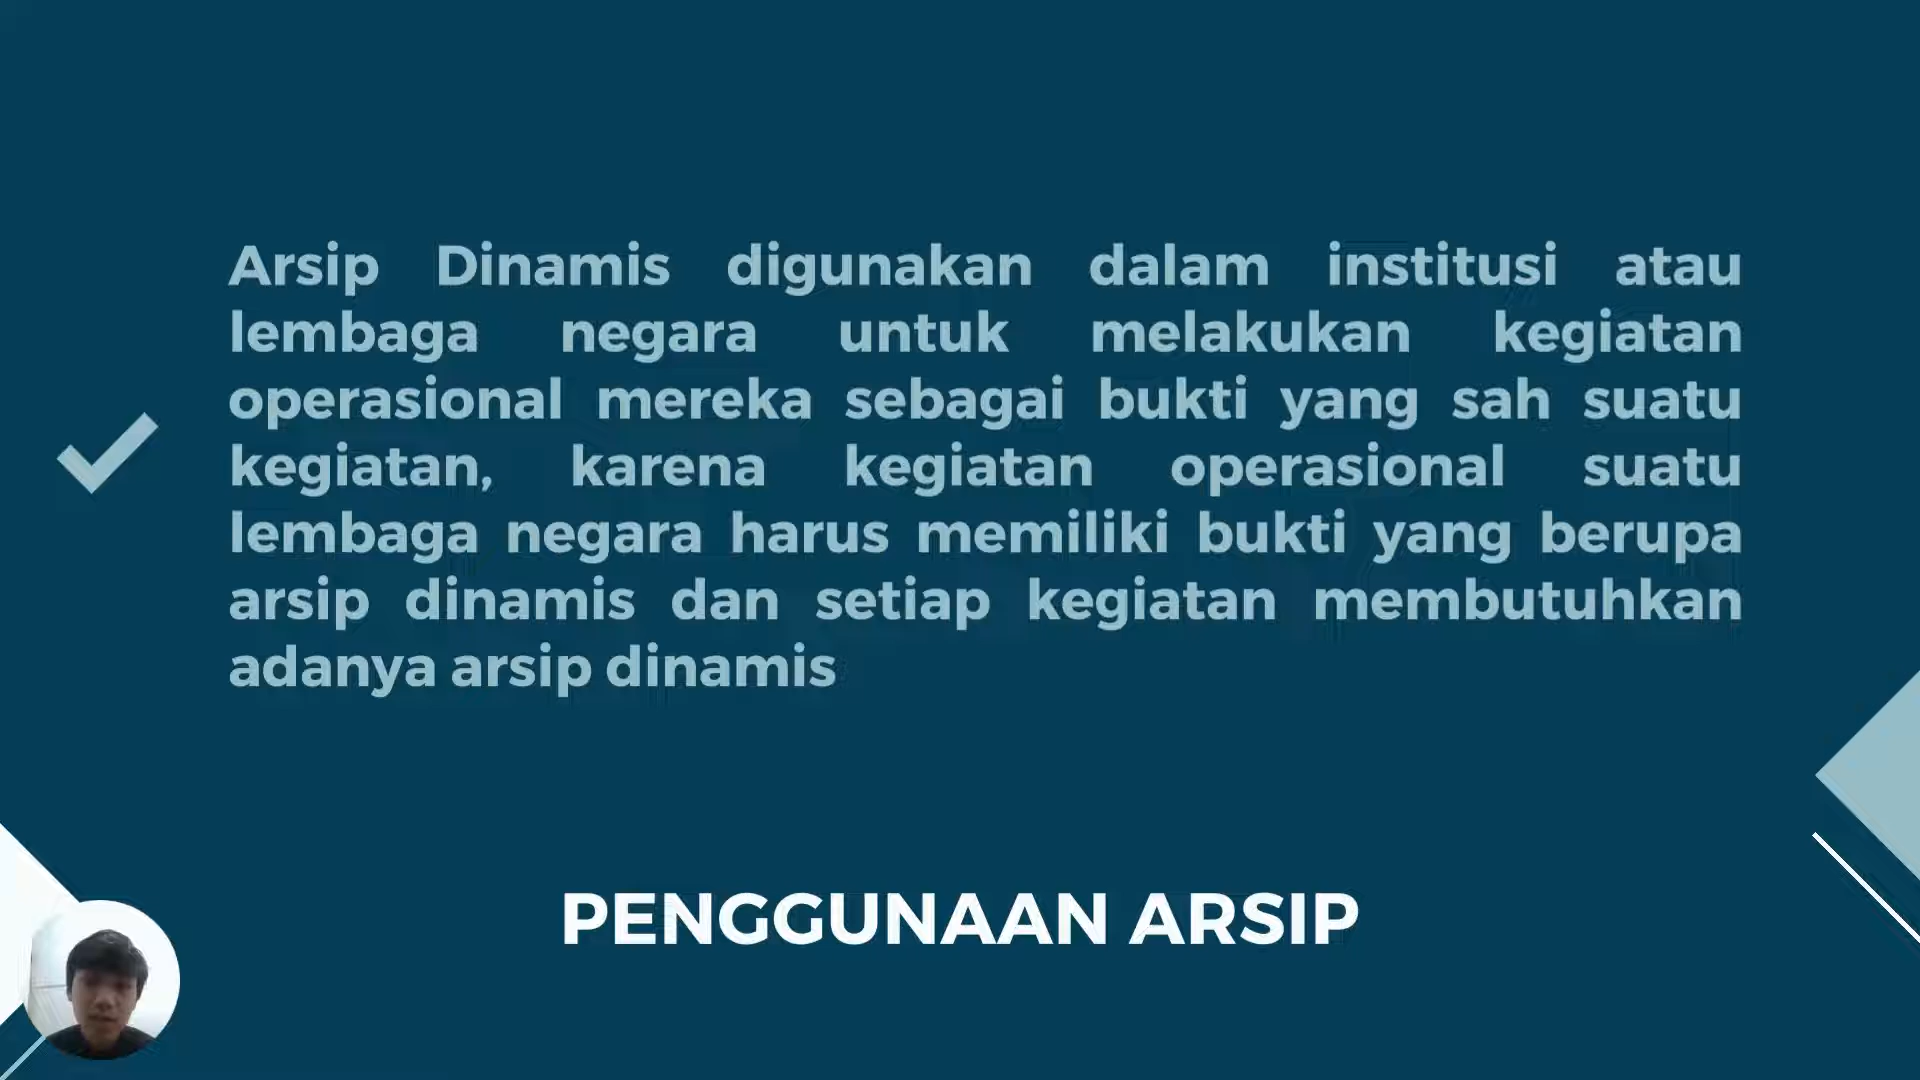 Arsip Dinamis digunakan dalam institusi atau
lembaga negara untuk melakukan kegiatan
operasional mereka sebagai bukti yang sah suatu
kegiatan, karena kegiatan operasional suatu
lembaga negara harus memiliki bukti yang berupa
arsip dinamis dan setiap kegiatan membutuhkan
adanya arsip dinamis
PENGGUNAAN ARSIP